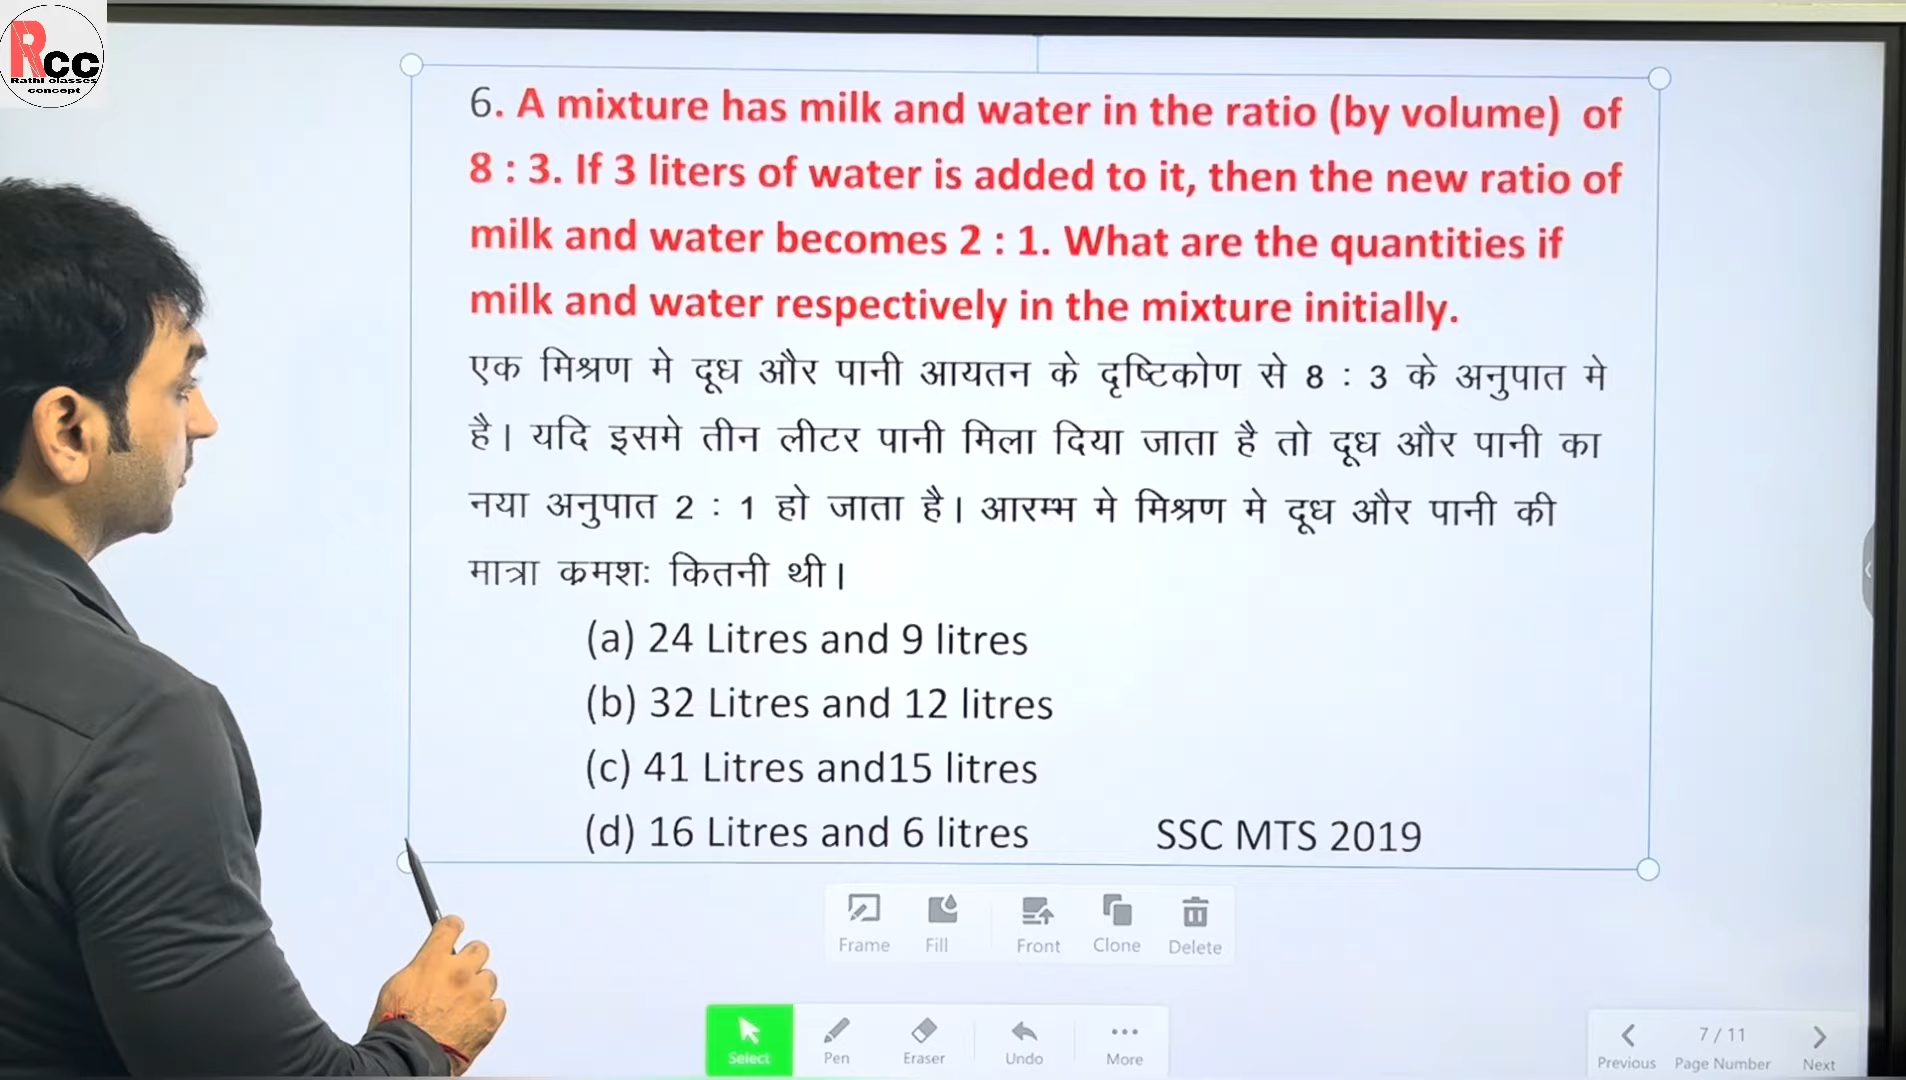 Rcc
Rathi classes
concept
6. A mixture has milk and water in the ratio (by volume) of
8 : 3. If 3 liters of water is added to it, then the new ratio of
milk and water becomes 2 : 1. What are the quantities if
milk and water respectively in the mixture initially.
एक मिश्रण मे दूध और पानी आयतन के दृष्टिकोण से 8 : 3 के अनुपात मे
है। यदि इसमे तीन लीटर पानी मिला दिया जाता है तो दूध और पानी का
नया अनुपात 2 : 1 हो जाता है। आरम्भ मे मिश्रण मे दूध और पानी की
मात्रा कमशः कितनी थी।
(a) 24 Litres and 9 litres
(b) 32 Litres and 12 litres
(c) 41 Litres and15 litres
(d) 16 Litres and 6 litres SSC MTS 2019
Frame Fill Front Clone Delete
Select Pen Eraser Undo More
7 / 11
Previous Page Number Next